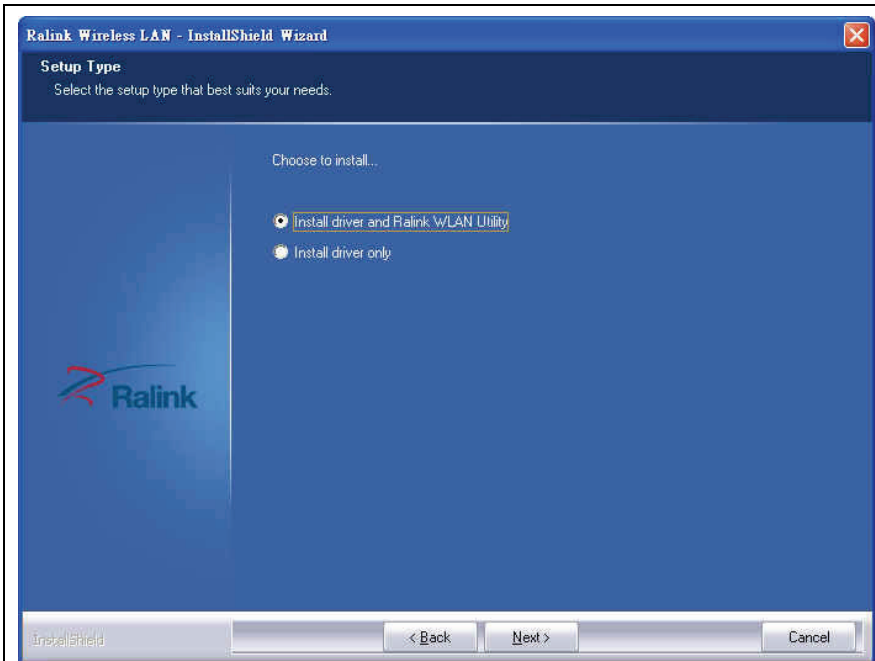 Ralink Wireless LAN - InstallShield Wizard
Setup Type
Select the setup type that best suits your needs.
Choose to install...
Install driver and Ralink WLAN Utility
Install driver only
Ralink
InstallShield
< Back
Next >
Cancel